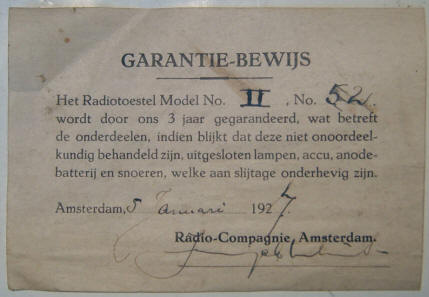 GARANTIE-BEWIJS
Het Radiotoestel Model No. II, No. 52.
wordt door ons 3 jaar gegarandeerd, wat betreft
de onderdeelen, indien blijkt dat deze niet onoordeel-
kundig behandeld zijn, uitgesloten lampen, accu, anode-
batterij en snoeren, welke aan slijtage onderhevig zijn.
Amsterdam, 5 Januari 1927.
Radio-Compagnie Amsterdam.